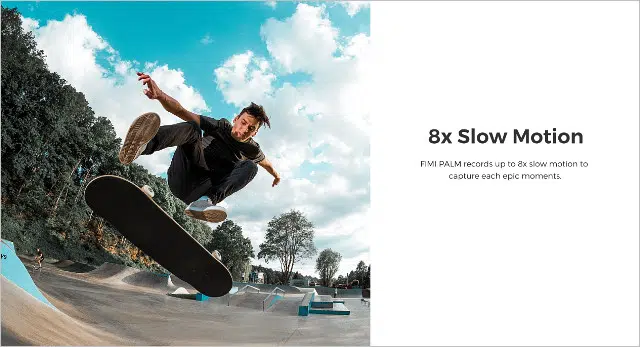 8x Slow Motion
FIMI PALM records up to 8x slow motion to
capture each epic moments.